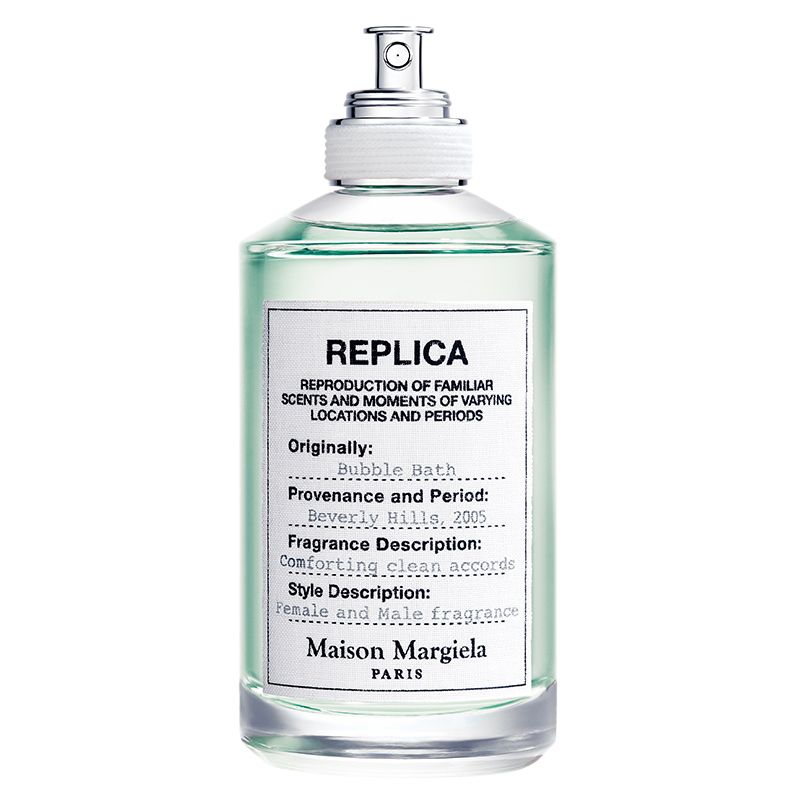 REPLICA
REPRODUCTION OF FAMILIAR
SCENTS AND MOMENTS OF VARYING
LOCATIONS AND PERIODS
Originally:
Bubble Bath
Provenance and Period:
Beverly Hills, 2005
Fragrance Description:
Comforting clean accords
Style Description:
Female and Male fragrance
Maison Margiela
PARIS